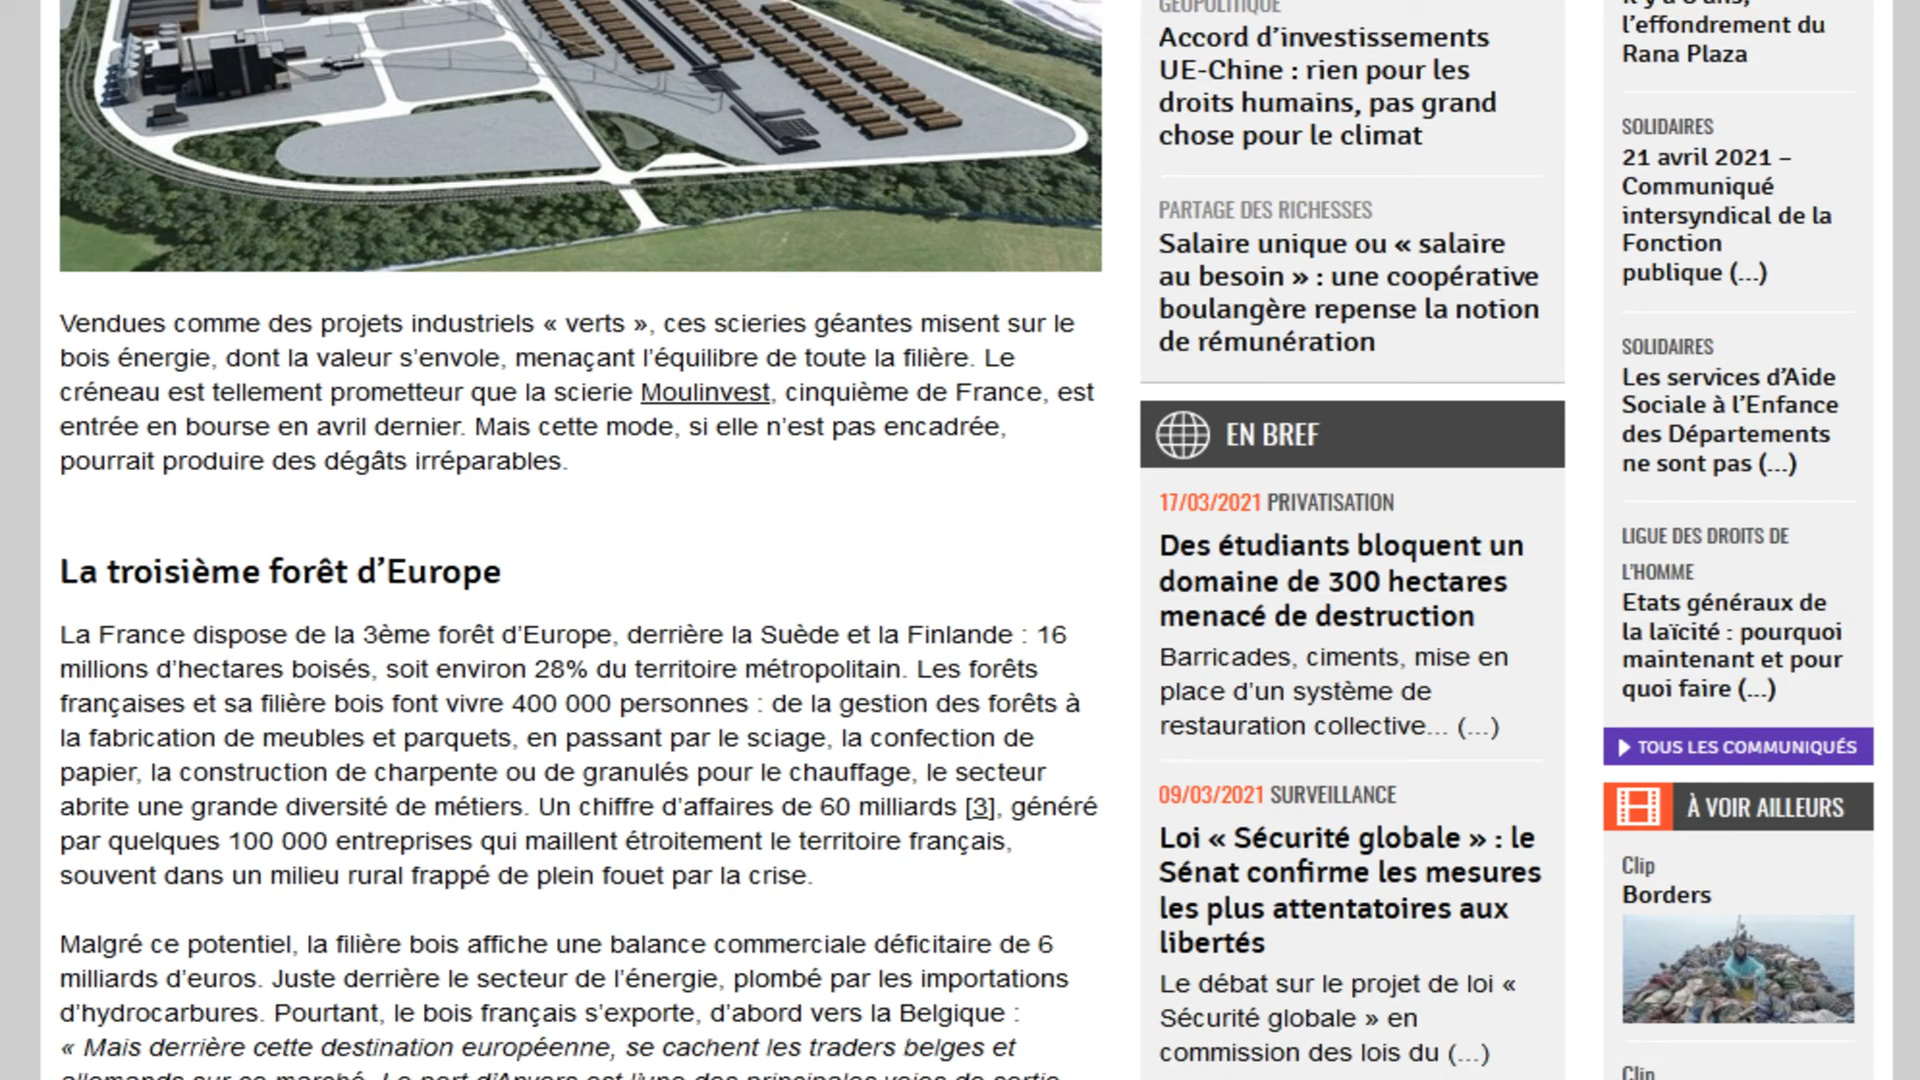 Vendues comme des projets industriels « verts », ces scieries géantes misent sur le
bois énergie, dont la valeur s’envole, menaçant l’équilibre de toute la filière. Le
créneau est tellement prometteur que la scierie Moulinvest, cinquième de France, est
entrée en bourse en avril dernier. Mais cette mode, si elle n’est pas encadrée,
pourrait produire des dégâts irréparables.
La troisième forêt d’Europe
La France dispose de la 3ème forêt d’Europe, derrière la Suède et la Finlande : 16
millions d’hectares boisés, soit environ 28% du territoire métropolitain. Les forêts
françaises et sa filière bois font vivre 400 000 personnes : de la gestion des forêts à
la fabrication de meubles et parquets, en passant par le sciage, la confection de
papier, la construction de charpente ou de granulés pour le chauffage, le secteur
abrite une grande diversité de métiers. Un chiffre d’affaires de 60 milliards [3], généré
par quelques 100 000 entreprises qui maillent étroitement le territoire français,
souvent dans un milieu rural frappé de plein fouet par la crise.
Malgré ce potentiel, la filière bois affiche une balance commerciale déficitaire de 6
milliards d’euros. Juste derrière le secteur de l’énergie, plombé par les importations
d’hydrocarbures. Pourtant, le bois français s’exporte, d’abord vers la Belgique :
« Mais derrière cette destination européenne, se cachent les traders belges et
allemands sur ce marché. Le port d’Anvers est l’une des principales voies de sortie
GÉOPOLITIQUE
Accord d’investissements
UE-Chine : rien pour les
droits humains, pas grand
chose pour le climat
PARTAGE DES RICHESSES
Salaire unique ou « salaire
au besoin » : une coopérative
boulangère repense la notion
de rémunération
EN BREF
17/03/2021 PRIVATISATION
Des étudiants bloquent un
domaine de 300 hectares
menacé de destruction
Barricades, ciments, mise en
place d’un système de
restauration collective... (...)
09/03/2021 SURVEILLANCE
Loi « Sécurité globale » : le
Sénat confirme les mesures
les plus attentatoires aux
libertés
Le débat sur le projet de loi «
Sécurité globale » en
commission des lois du (...)
Il y a 8 ans,
l’effondrement du
Rana Plaza
SOLIDAIRES
21 avril 2021 –
Communiqué
intersyndical de la
Fonction
publique (...)
SOLIDAIRES
Les services d’Aide
Sociale à l’Enfance
des Départements
ne sont pas (...)
LIGUE DES DROITS DE
L’HOMME
Etats généraux de
la laïcité : pourquoi
maintenant et pour
quoi faire (...)
TOUS LES COMMUNIQUÉS
À VOIR AILLEURS
Clip
Borders
Clip